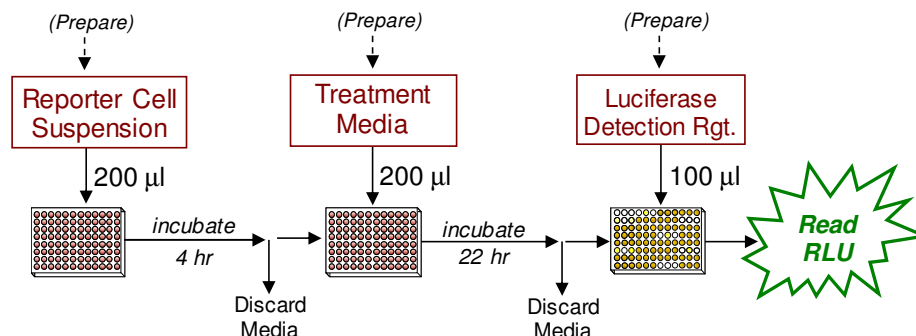 (Prepare)
(Prepare)
(Prepare)
Reporter Cell
Suspension
Treatment
Media
Luciferase
Detection Rgt.
200 µl
200 µl
100 µl
incubate
4 hr
incubate
22 hr
Read
RLU
Discard
Media
Discard
Media